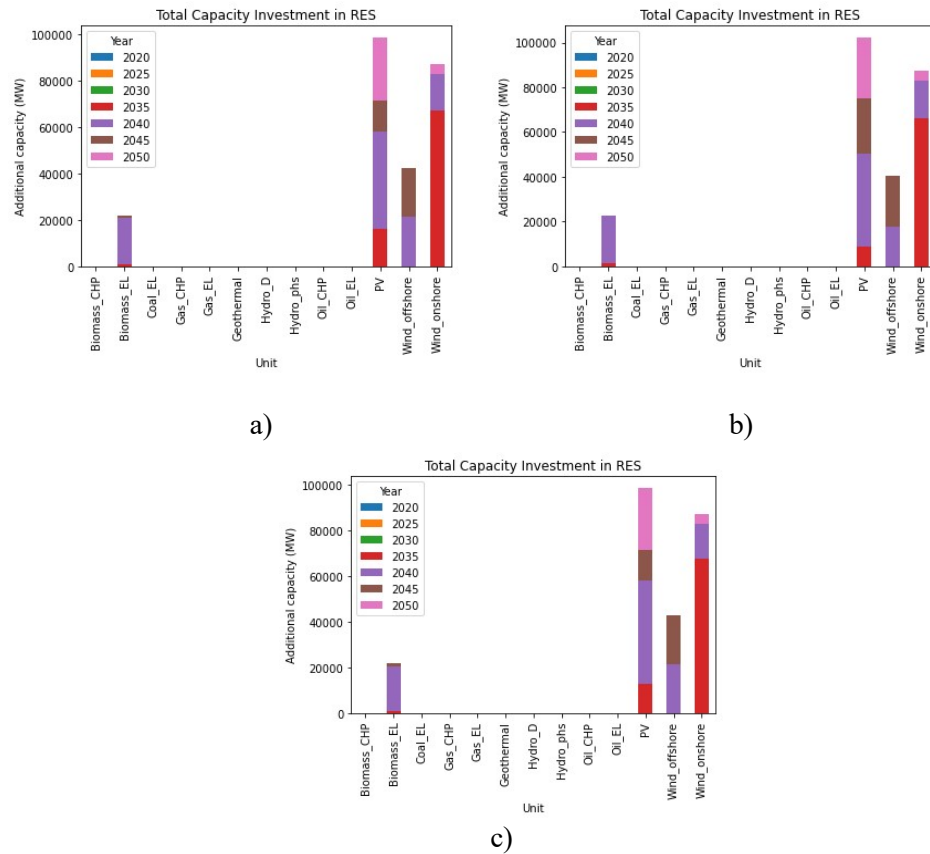 Total Capacity Investment in RES
Additional capacity (MW)
100000
80000
60000
40000
20000
0
Year
2020
2025
2030
2035
2040
2045
2050
Biomass_CHP
Biomass_EL
Coal_EL
Gas_CHP
Gas_EL
Geothermal
Hydro_D
Hydro_phs
Oil_CHP
Oil_EL
PV
Wind_offshore
Wind_onshore
Unit
a)
Total Capacity Investment in RES
Additional capacity (MW)
100000
80000
60000
40000
20000
0
Year
2020
2025
2030
2035
2040
2045
2050
Biomass_CHP
Biomass_EL
Coal_EL
Gas_CHP
Gas_EL
Geothermal
Hydro_D
Hydro_phs
Oil_CHP
Oil_EL
PV
Wind_offshore
Wind_onshore
Unit
b)
Total Capacity Investment in RES
Additional capacity (MW)
100000
80000
60000
40000
20000
0
Year
2020
2025
2030
2035
2040
2045
2050
Biomass_CHP
Biomass_EL
Coal_EL
Gas_CHP
Gas_EL
Geothermal
Hydro_D
Hydro_phs
Oil_CHP
Oil_EL
PV
Wind_offshore
Wind_onshore
Unit
c)